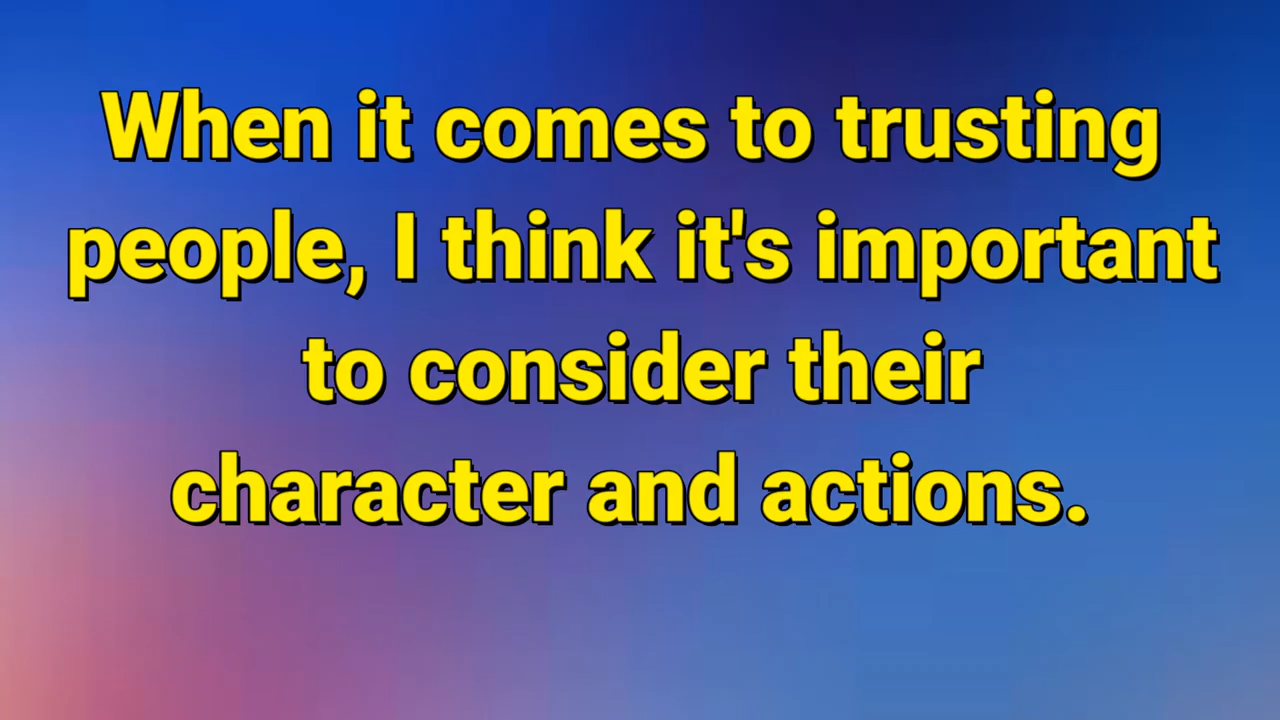 When it comes to trusting
people, I think it's important
to consider their
character and actions.